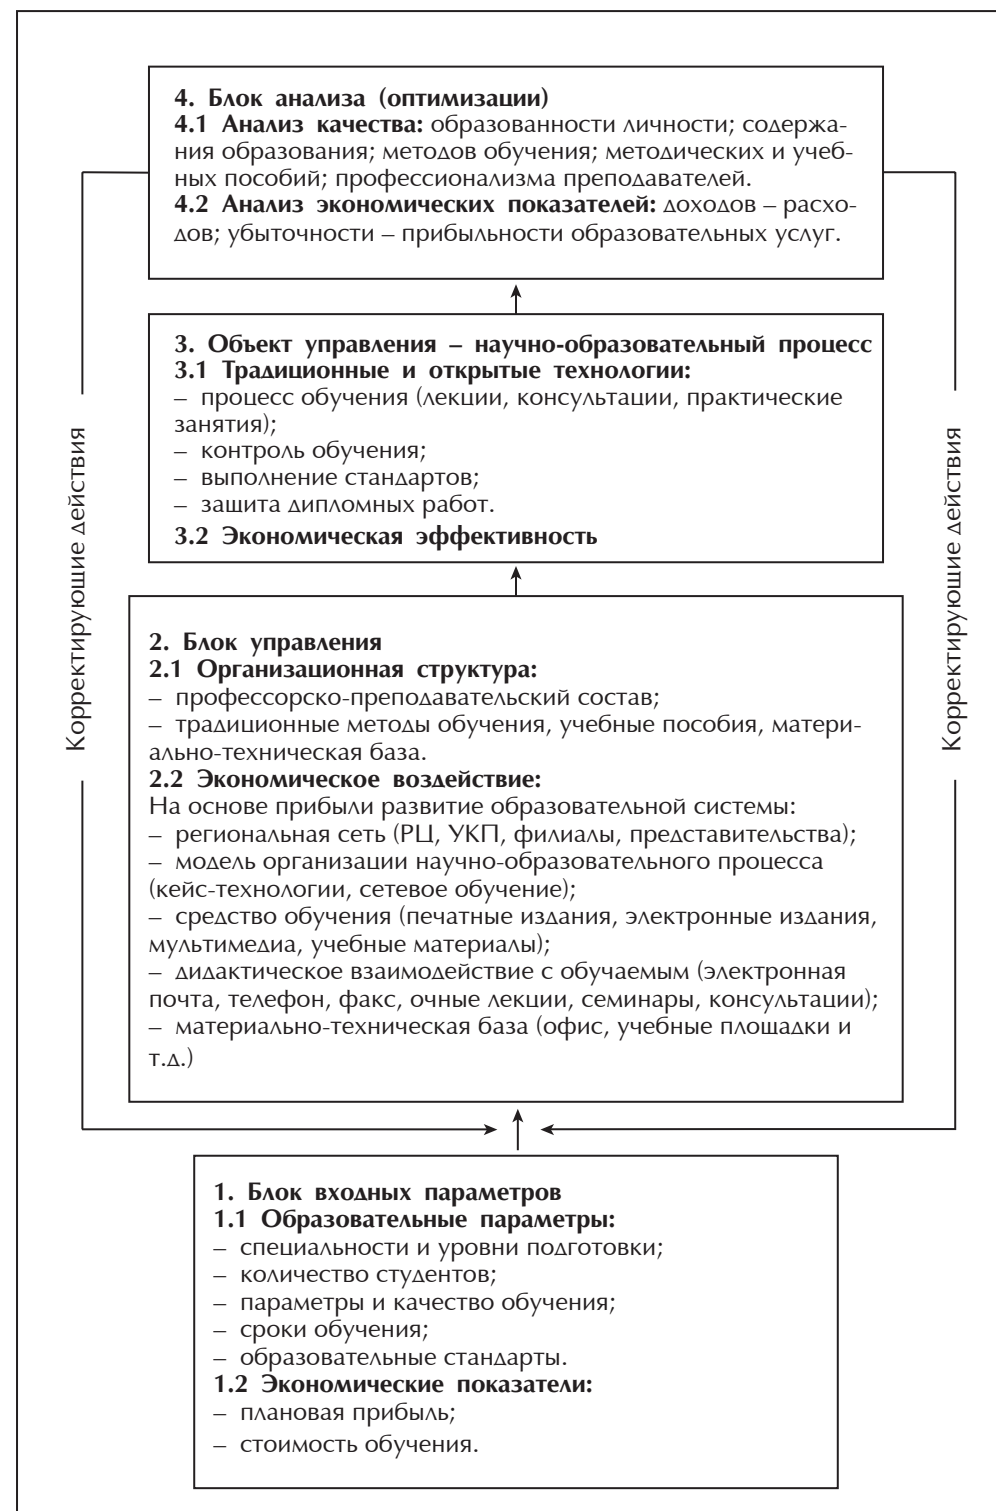 4. Блок анализа (оптимизации)
4.1 Анализ качества: образованности личности; содержа-
ния образования; методов обучения; методических и учеб-
ных пособий; профессионализма преподавателей.
4.2 Анализ экономических показателей: доходов – расхо-
дов; убыточности – прибыльности образовательных услуг.
3. Объект управления – научно-образовательный процесс
3.1 Традиционные и открытые технологии:
– процесс обучения (лекции, консультации, практические
занятия);
– контроль обучения;
– выполнение стандартов;
– защита дипломных работ.
3.2 Экономическая эффективность
Корректирующие действия
Корректирующие действия
2. Блок управления
2.1 Организационная структура:
– профессорско-преподавательский состав;
– традиционные методы обучения, учебные пособия, матери-
ально-техническая база.
2.2 Экономическое воздействие:
На основе прибыли развитие образовательной системы:
– региональная сеть (РЦ, УКП, филиалы, представительства);
– модель организации научно-образовательного процесса
(кейс-технологии, сетевое обучение);
– средство обучения (печатные издания, электронные издания,
мультимедиа, учебные материалы);
– дидактическое взаимодействие с обучаемым (электронная
почта, телефон, факс, очные лекции, семинары, консультации);
– материально-техническая база (офис, учебные площадки и
т.д.)
1. Блок входных параметров
1.1 Образовательные параметры:
– специальности и уровни подготовки;
– количество студентов;
– параметры и качество обучения;
– сроки обучения;
– образовательные стандарты.
1.2 Экономические показатели:
– плановая прибыль;
– стоимость обучения.